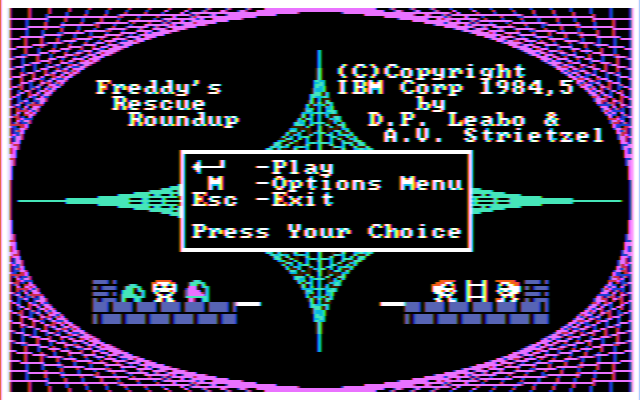 Freddy's
Rescue
Roundup
(C)Copyright
IBM Corp 1984,5
by
D.P. Leabo &
A.V. Strietzel
↵ -Play
M -Options Menu
Esc -Exit
Press Your Choice